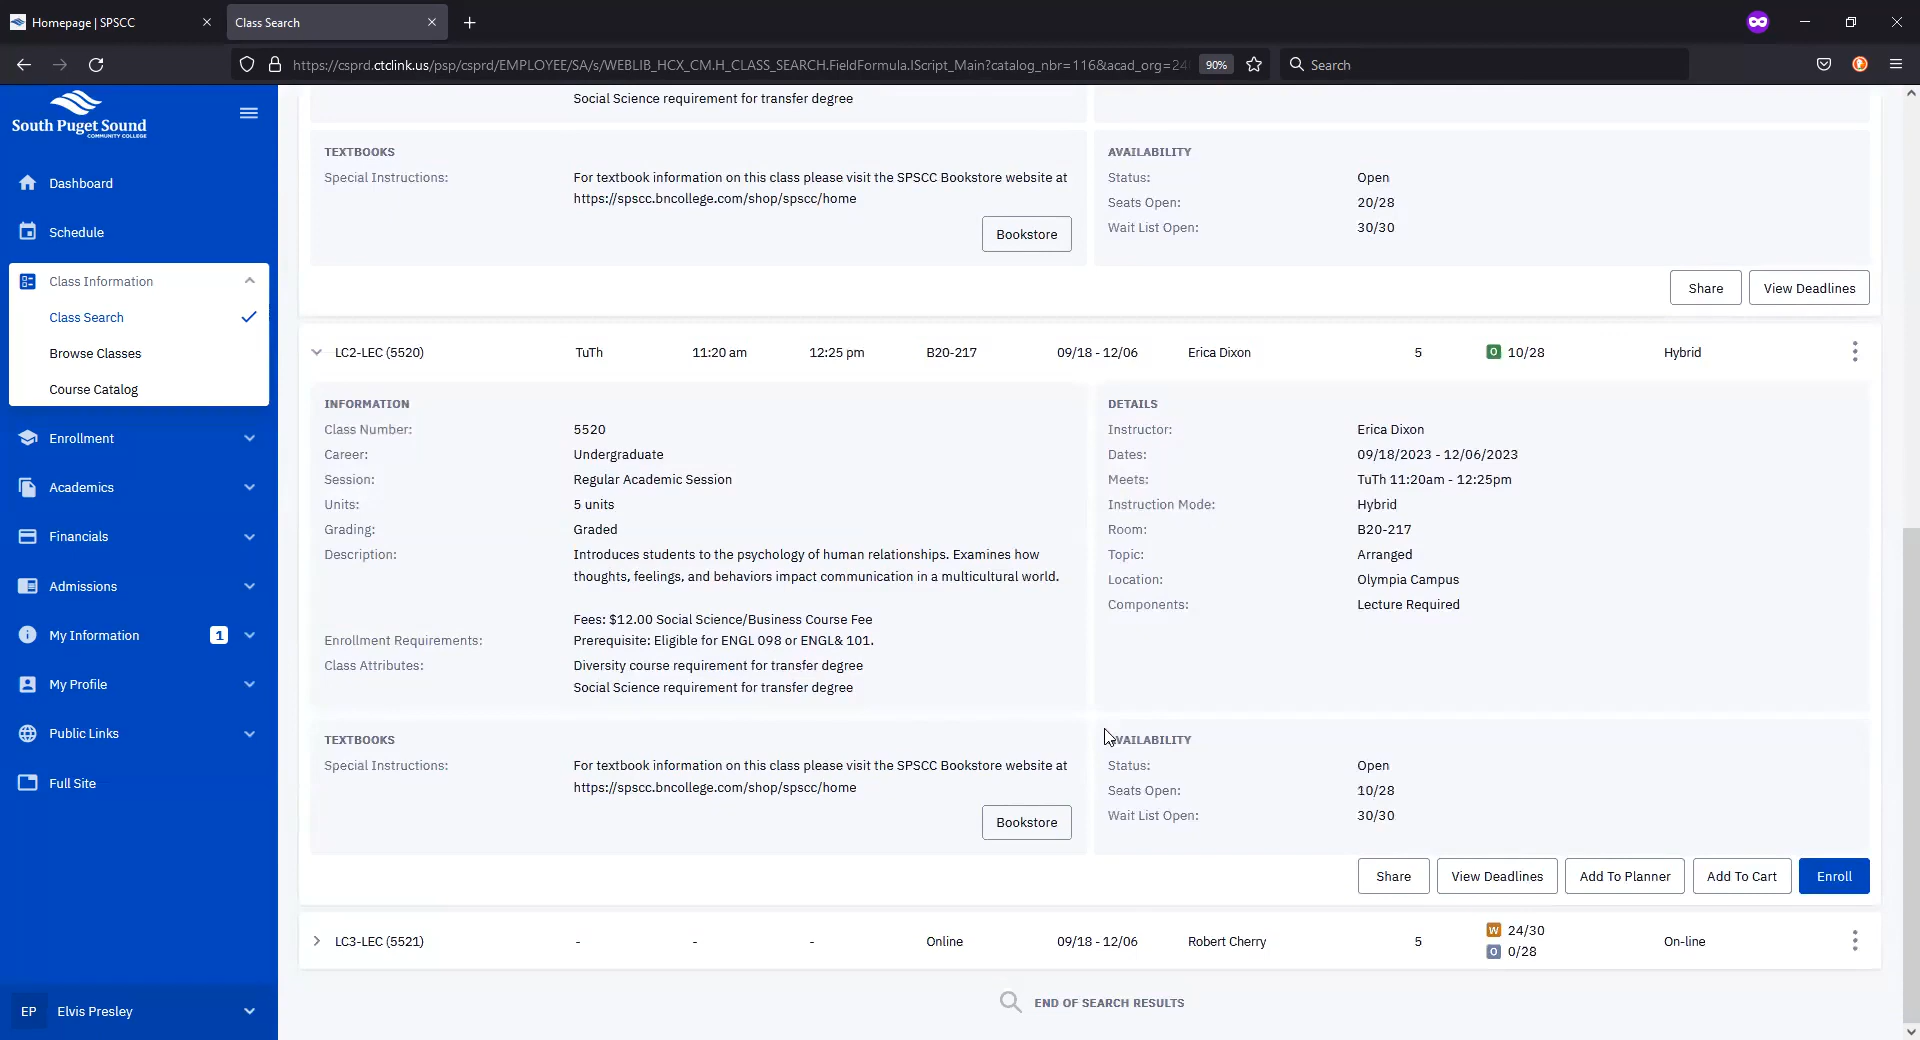 Homepage | SPSCC
Class Search
https://csprd.ctclink.us/psp/csprd/EMPLOYEE/SA/s/WEBLIB_HCX_CM.H_CLASS_SEARCH.FieldFormula.IScript_Main?catalog_nbr=116&acad_org=24
90%
Search
South Puget Sound
COMMUNITY COLLEGE
Dashboard
Schedule
Class Information
Class Search
Browse Classes
Course Catalog
Enrollment
Academics
Financials
Admissions
My Information 1
My Profile
Public Links
Full Site
EP Elvis Presley
Social Science requirement for transfer degree
TEXTBOOKS
Special Instructions: For textbook information on this class please visit the SPSCC Bookstore website at
https://spscc.bncollege.com/shop/spscc/home
Bookstore
AVAILABILITY
Status: Open
Seats Open: 20/28
Wait List Open: 30/30
Share View Deadlines
LC2-LEC (5520) TuTh 11:20 am 12:25 pm B20-217 09/18 - 12/06 Erica Dixon 5 O 10/28 Hybrid
INFORMATION
Class Number: 5520
Career: Undergraduate
Session: Regular Academic Session
Units: 5 units
Grading: Graded
Description: Introduces students to the psychology of human relationships. Examines how
thoughts, feelings, and behaviors impact communication in a multicultural world.
Fees: $12.00 Social Science/Business Course Fee
Enrollment Requirements: Prerequisite: Eligible for ENGL 098 or ENGL& 101.
Class Attributes: Diversity course requirement for transfer degree
Social Science requirement for transfer degree
DETAILS
Instructor: Erica Dixon
Dates: 09/18/2023 - 12/06/2023
Meets: TuTh 11:20am - 12:25pm
Instruction Mode: Hybrid
Room: B20-217
Topic: Arranged
Location: Olympia Campus
Components: Lecture Required
TEXTBOOKS
Special Instructions: For textbook information on this class please visit the SPSCC Bookstore website at
https://spscc.bncollege.com/shop/spscc/home
Bookstore
AVAILABILITY
Status: Open
Seats Open: 10/28
Wait List Open: 30/30
Share View Deadlines Add To Planner Add To Cart Enroll
LC3-LEC (5521) - - - Online 09/18 - 12/06 Robert Cherry 5 W 24/30 On-line
O 0/28
END OF SEARCH RESULTS